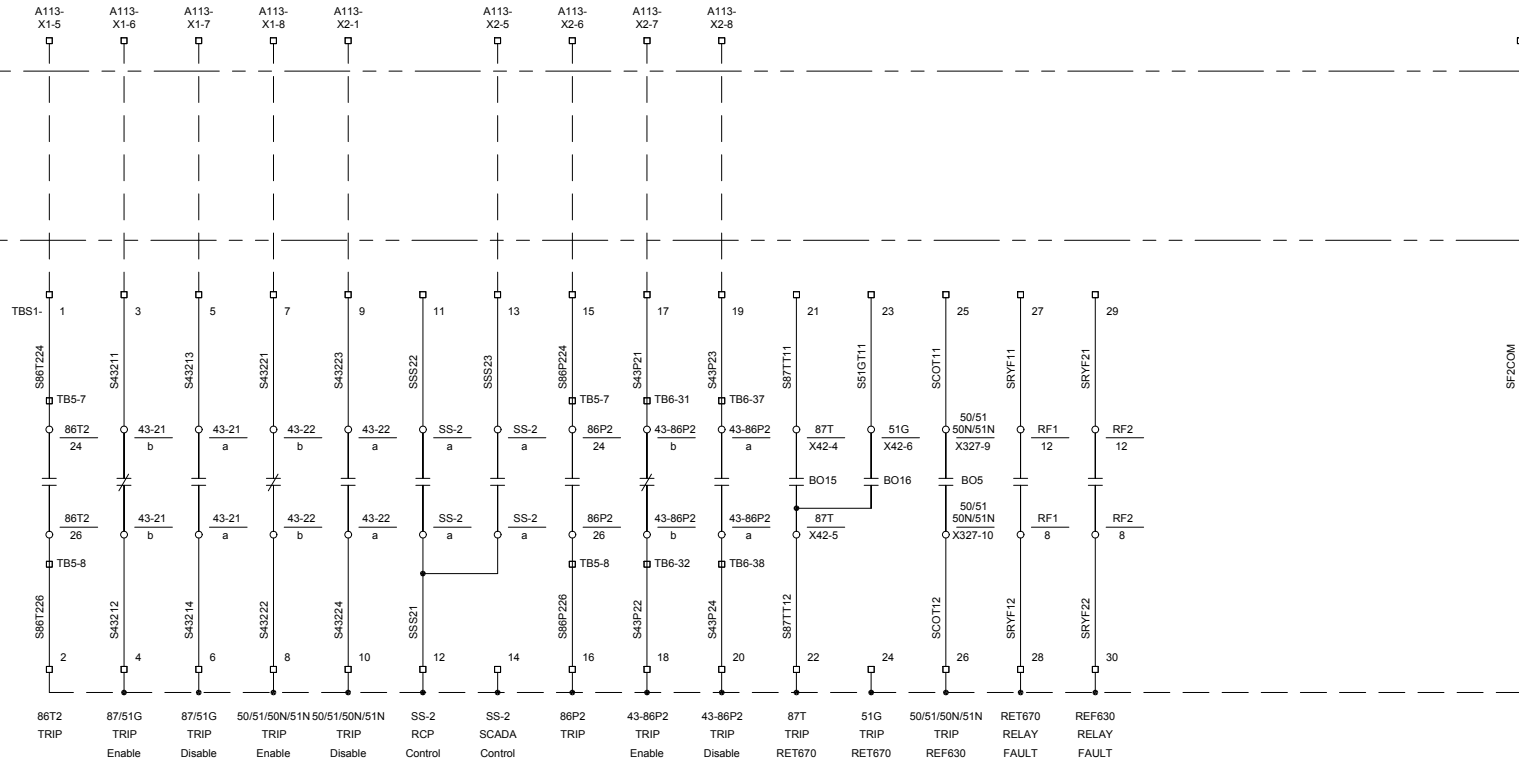 A113- A113- A113- A113- A113- A113- A113- A113- A113-
X1-5 X1-6 X1-7 X1-8 X2-1 X2-5 X2-6 X2-7 X2-8
TBS1- 1 3 5 7 9 11 13 15 17 19 21 23 25 27 29
S86T224 S43211 S43213 S43221 S43223 SSS22 SSS23 S86P224 S43P21 S43P23 S87TT11 S51GT11 SCOT11 SRYF11 SRYF21 SF2COM
TB5-7 TB5-7 TB6-31 TB6-37
50/51
86T2 43-21 43-21 43-22 43-22 SS-2 SS-2 86P2 43-86P2 43-86P2 87T 51G 50N/51N RF1 RF2
24 b a b a a a 24 b a X42-4 X42-6 X327-9 12 12
BO15 BO16 BO5
50/51
86T2 43-21 43-21 43-22 43-22 SS-2 SS-2 86P2 43-86P2 43-86P2 87T 50N/51N RF1 RF2
26 b a b a a a 26 b a X42-5 X327-10 8 8
TB5-8 TB5-8 TB6-32 TB6-38
S86T226 S43212 S43214 S43222 S43224 SSS21 S86P226 S43P22 S43P24 S87TT12 SCOT12 SRYF12 SRYF22
2 4 6 8 10 12 14 16 18 20 22 24 26 28 30
86T2 87/51G 87/51G 50/51/50N/51N 50/51/50N/51N SS-2 SS-2 86P2 43-86P2 43-86P2 87T 51G 50/51/50N/51N RET670 REF630
TRIP TRIP TRIP TRIP TRIP RCP SCADA TRIP TRIP TRIP TRIP TRIP TRIP RELAY RELAY
Enable Disable Enable Disable Control Control Enable Disable RET670 RET670 REF630 FAULT FAULT